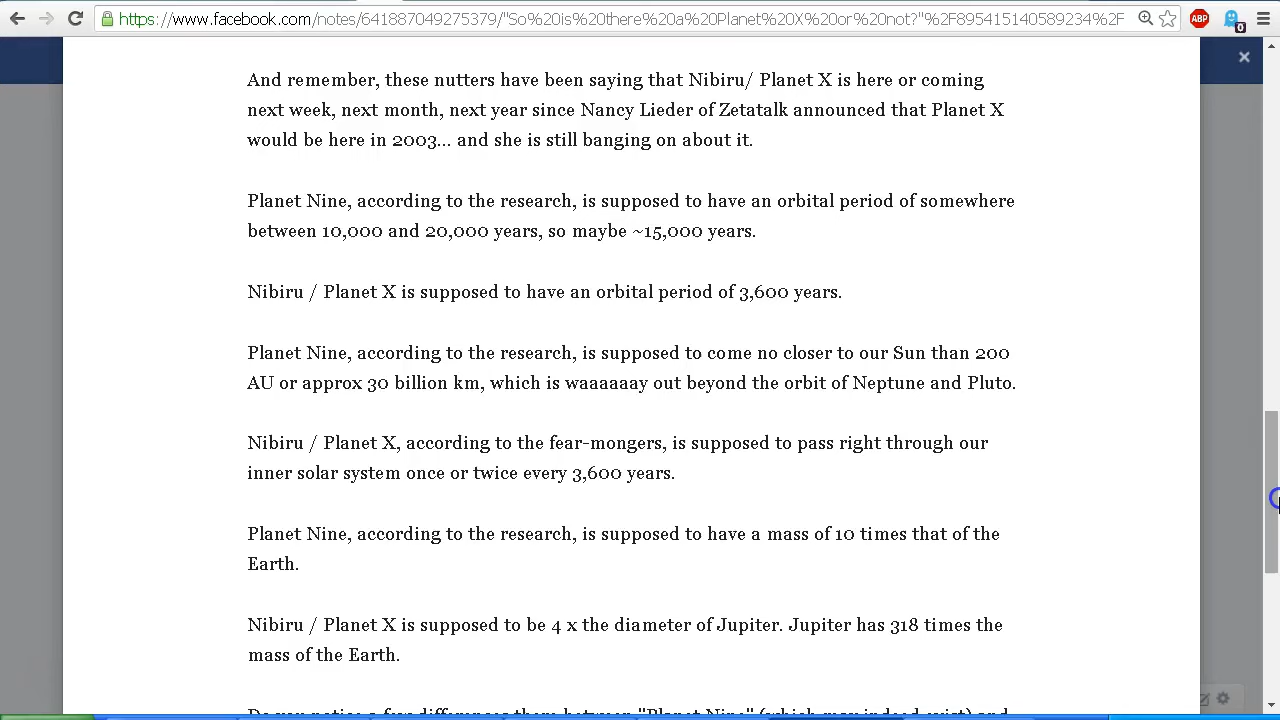 https://www.facebook.com/notes/641887049275370/"So%20is%20there%20a%20Planet%20X%20or%20not?"%2F895415140589234%2F
ABP
0
And remember, these nutters have been saying that Nibiru/ Planet X is here or coming
next week, next month, next year since Nancy Lieder of Zetatalk announced that Planet X
would be here in 2003... and she is still banging on about it.
Planet Nine, according to the research, is supposed to have an orbital period of somewhere
between 10,000 and 20,000 years, so maybe ~15,000 years.
Nibiru / Planet X is supposed to have an orbital period of 3,600 years.
Planet Nine, according to the research, is supposed to come no closer to our Sun than 200
AU or approx 30 billion km, which is waaaaaay out beyond the orbit of Neptune and Pluto.
Nibiru / Planet X, according to the fear-mongers, is supposed to pass right through our
inner solar system once or twice every 3,600 years.
Planet Nine, according to the research, is supposed to have a mass of 10 times that of the
Earth.
Nibiru / Planet X is supposed to be 4 x the diameter of Jupiter. Jupiter has 318 times the
mass of the Earth.